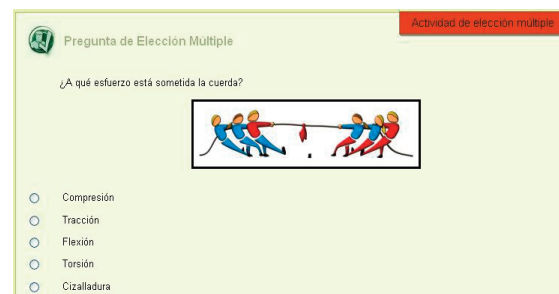 Actividad de elección múltiple
Pregunta de Elección Múltiple
¿A qué esfuerzo está sometida la cuerda?
Compresión
Tracción
Flexión
Torsión
Cizalladura